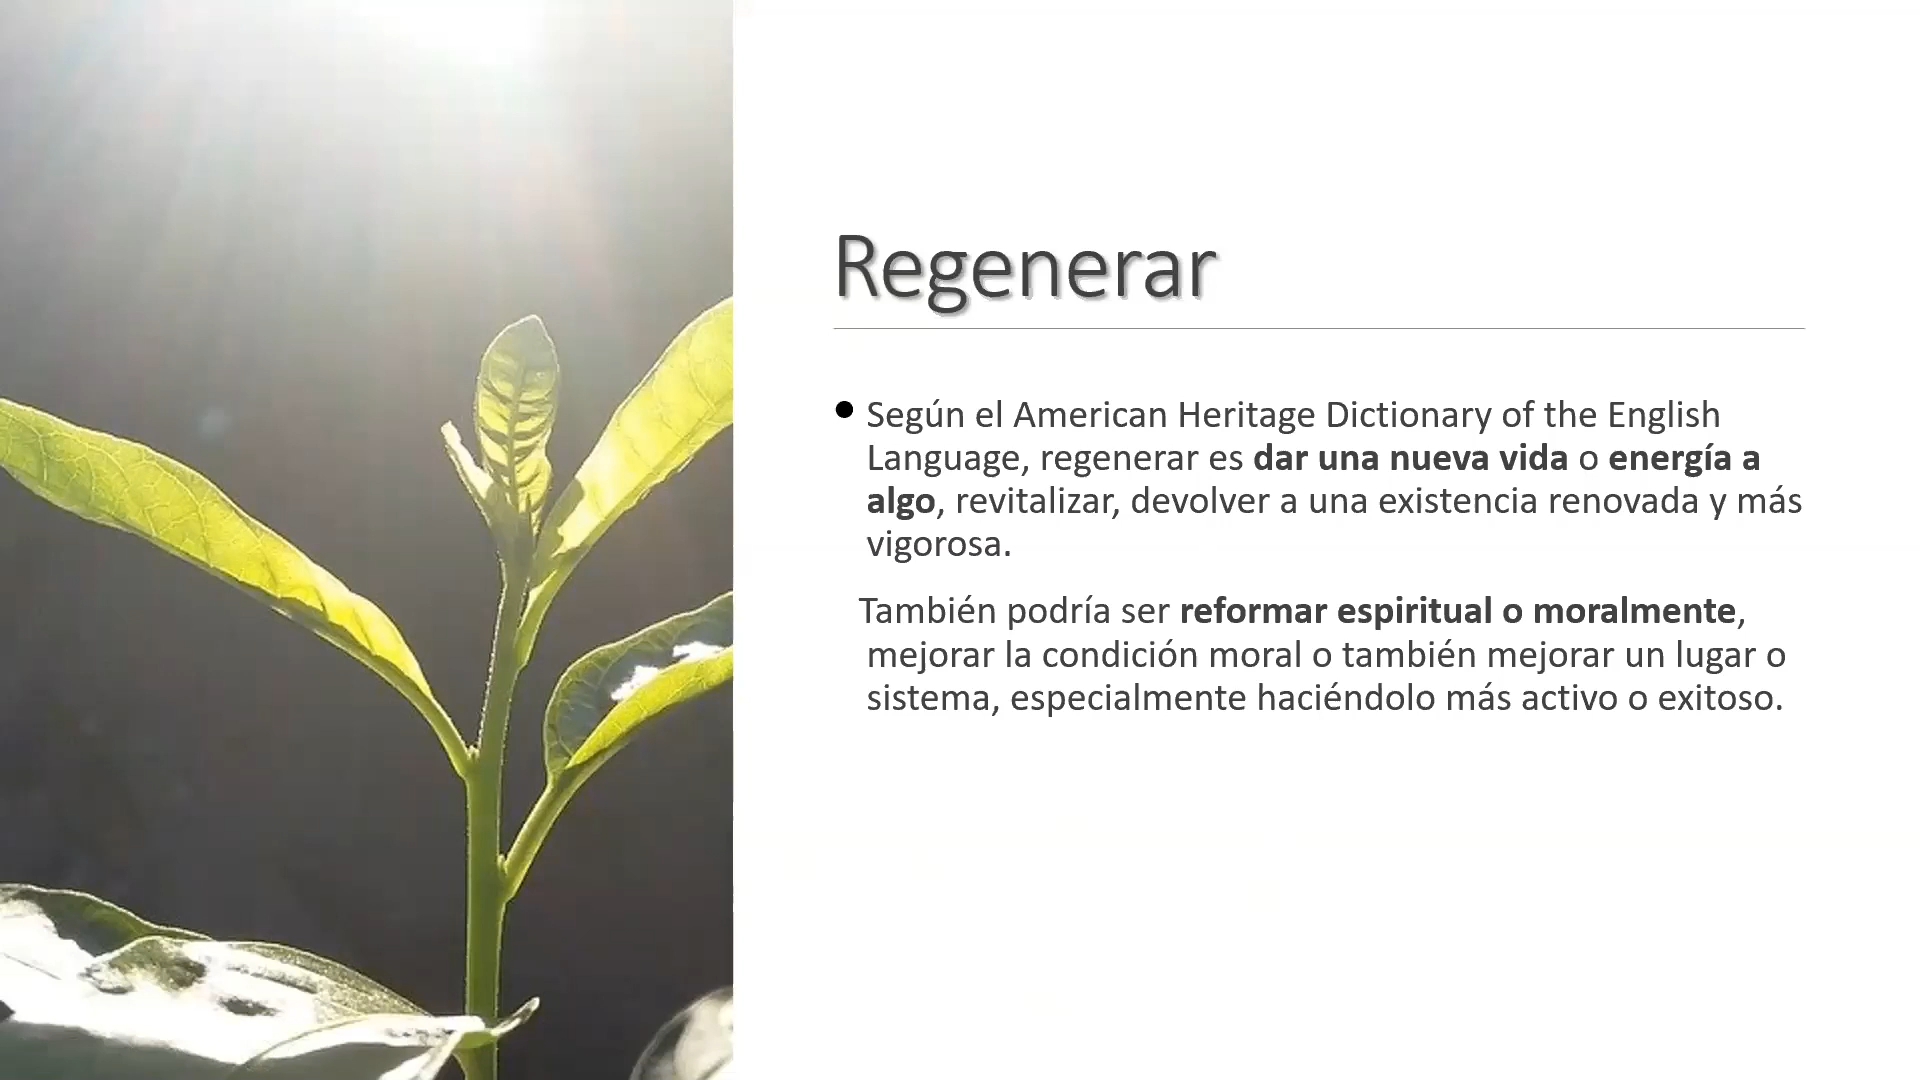 Regenerar
Según el American Heritage Dictionary of the English
Language, regenerar es dar una nueva vida o energía a
algo, revitalizar, devolver a una existencia renovada y más
vigorosa.
También podría ser reformar espiritual o moralmente,
mejorar la condición moral o también mejorar un lugar o
sistema, especialmente haciéndolo más activo o exitoso.